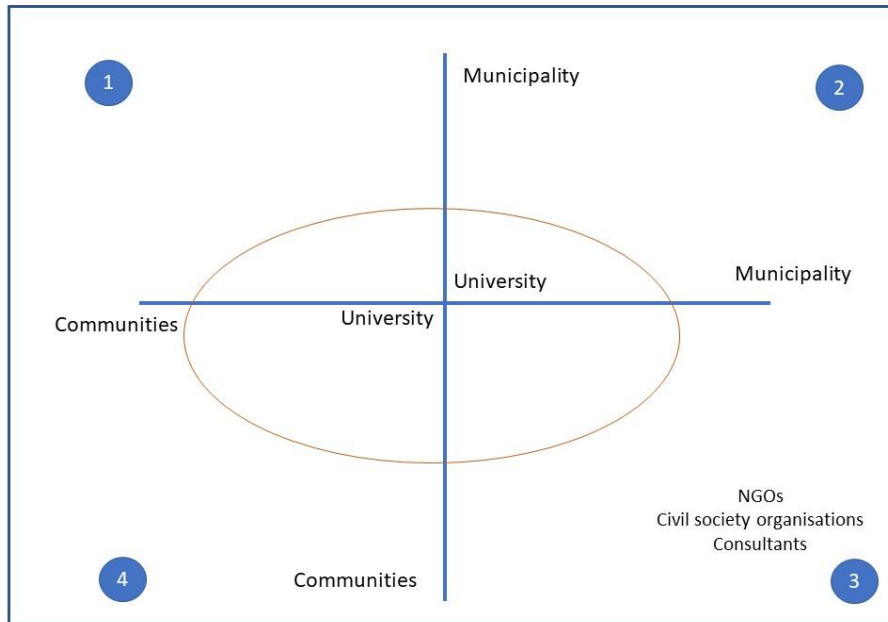 1
Municipality
2
University
Municipality
Communities
University
NGOs
Civil society organisations
Consultants
4
Communities
3